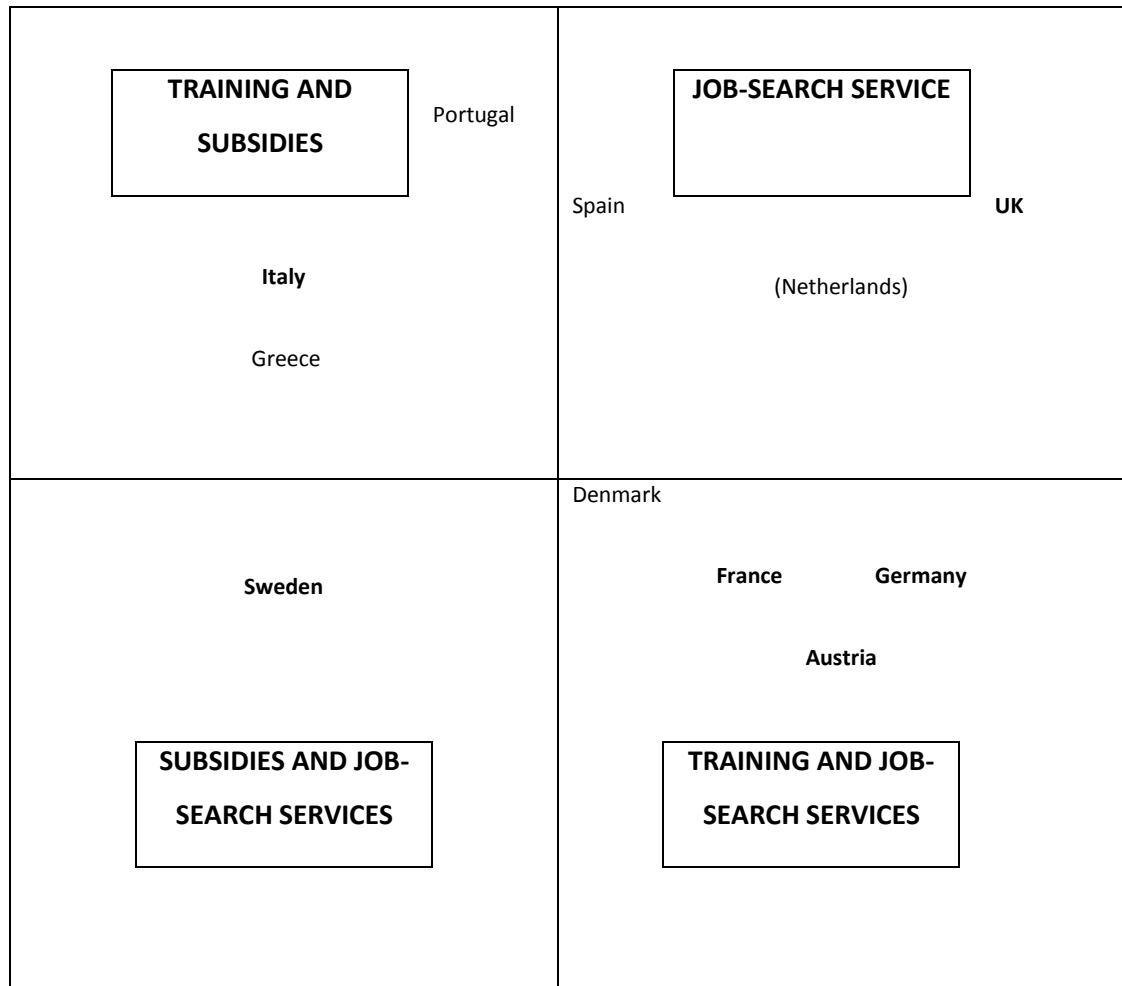 TRAINING AND
SUBSIDIES
Portugal
Italy
Greece
JOB-SEARCH SERVICE
Spain
UK
(Netherlands)
Sweden
SUBSIDIES AND JOB-
SEARCH SERVICES
Denmark
France Germany
Austria
TRAINING AND JOB-
SEARCH SERVICES